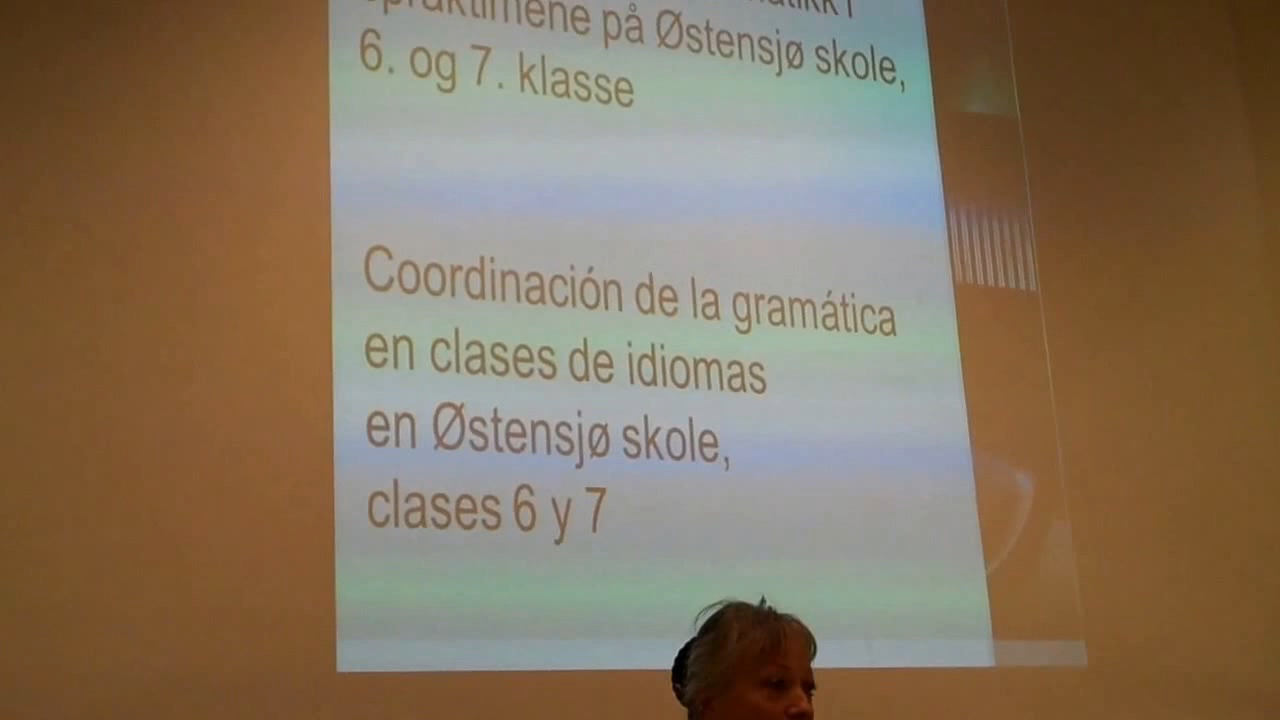 på Østensjø skole,
6. og 7. klasse
Coordinación de la gramática
en clases de idiomas
en Østensjø skole,
clases 6 y 7